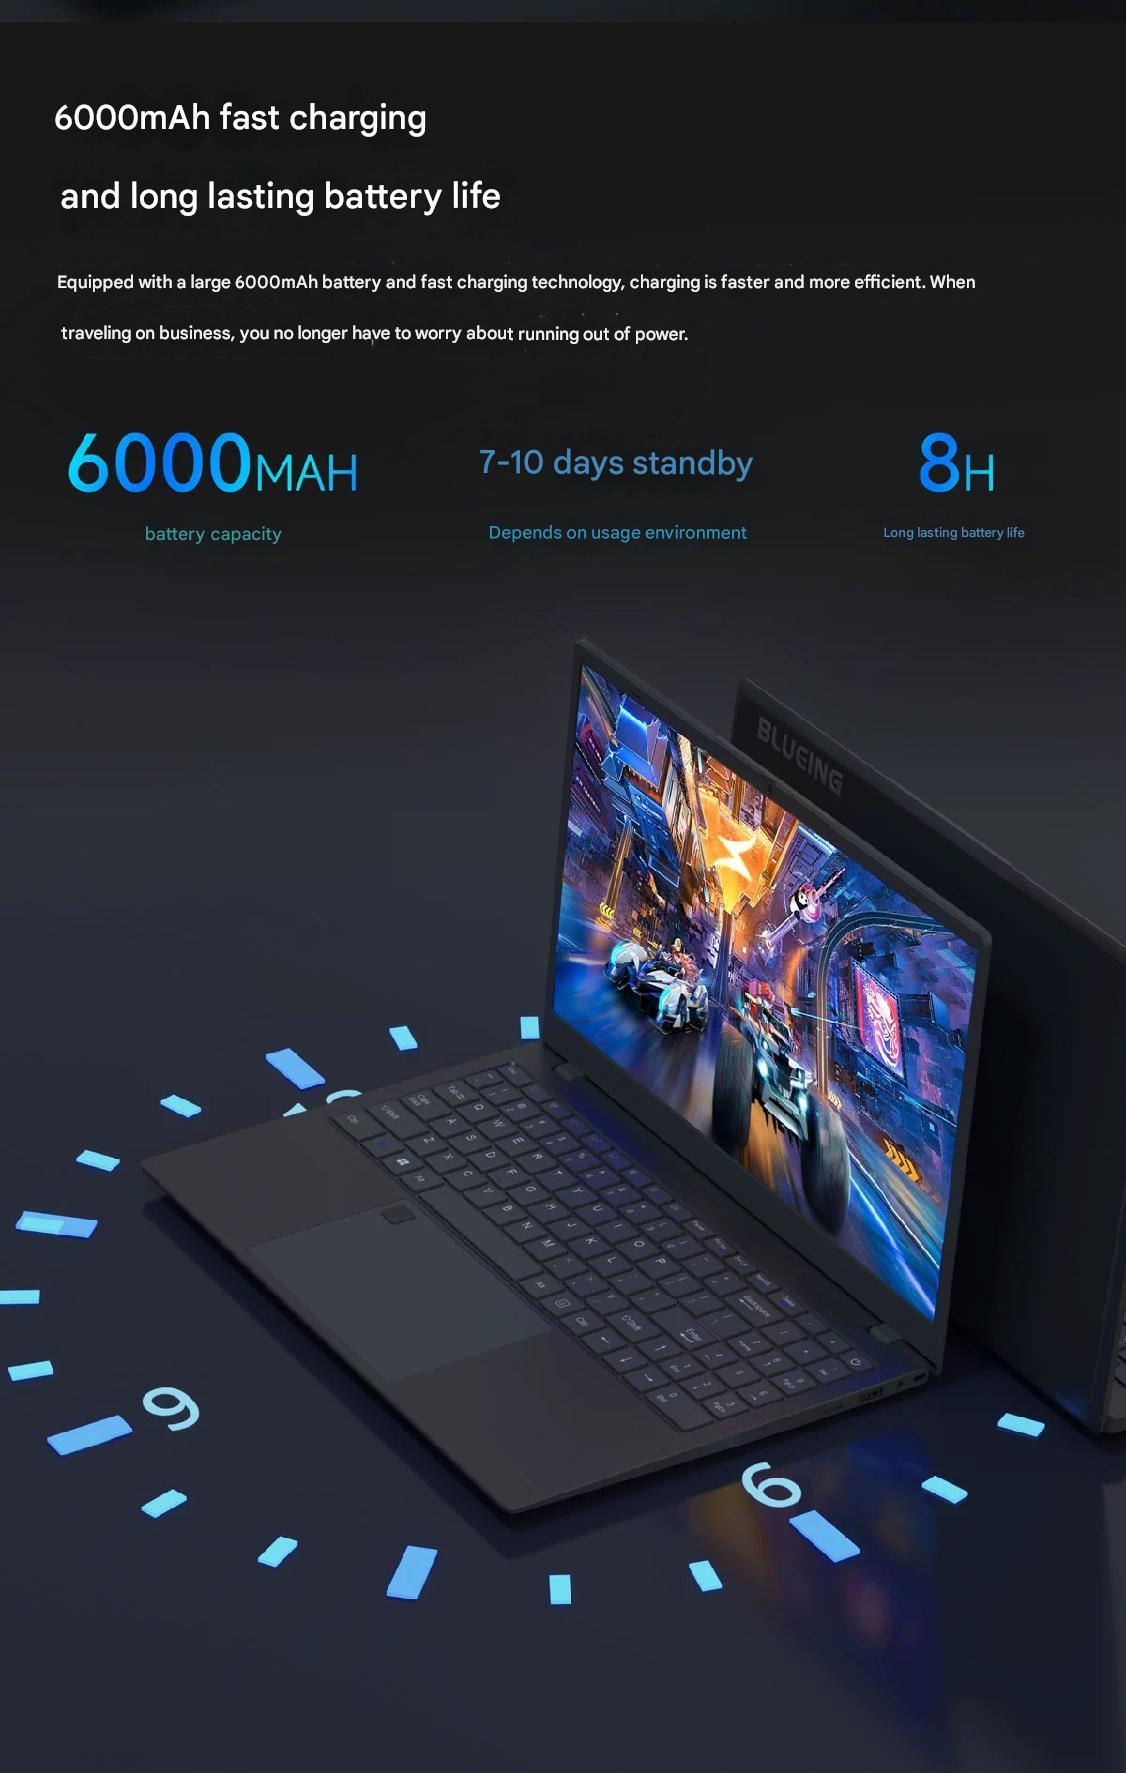 6000mAh fast charging
and long lasting battery life
Equipped with a large 6000mAh battery and fast charging technology, charging is faster and more efficient. When
traveling on business, you no longer have to worry about running out of power.
6000MAH
7-10 days standby
8H
battery capacity
Depends on usage environment
Long lasting battery life
BLUEING
9
6